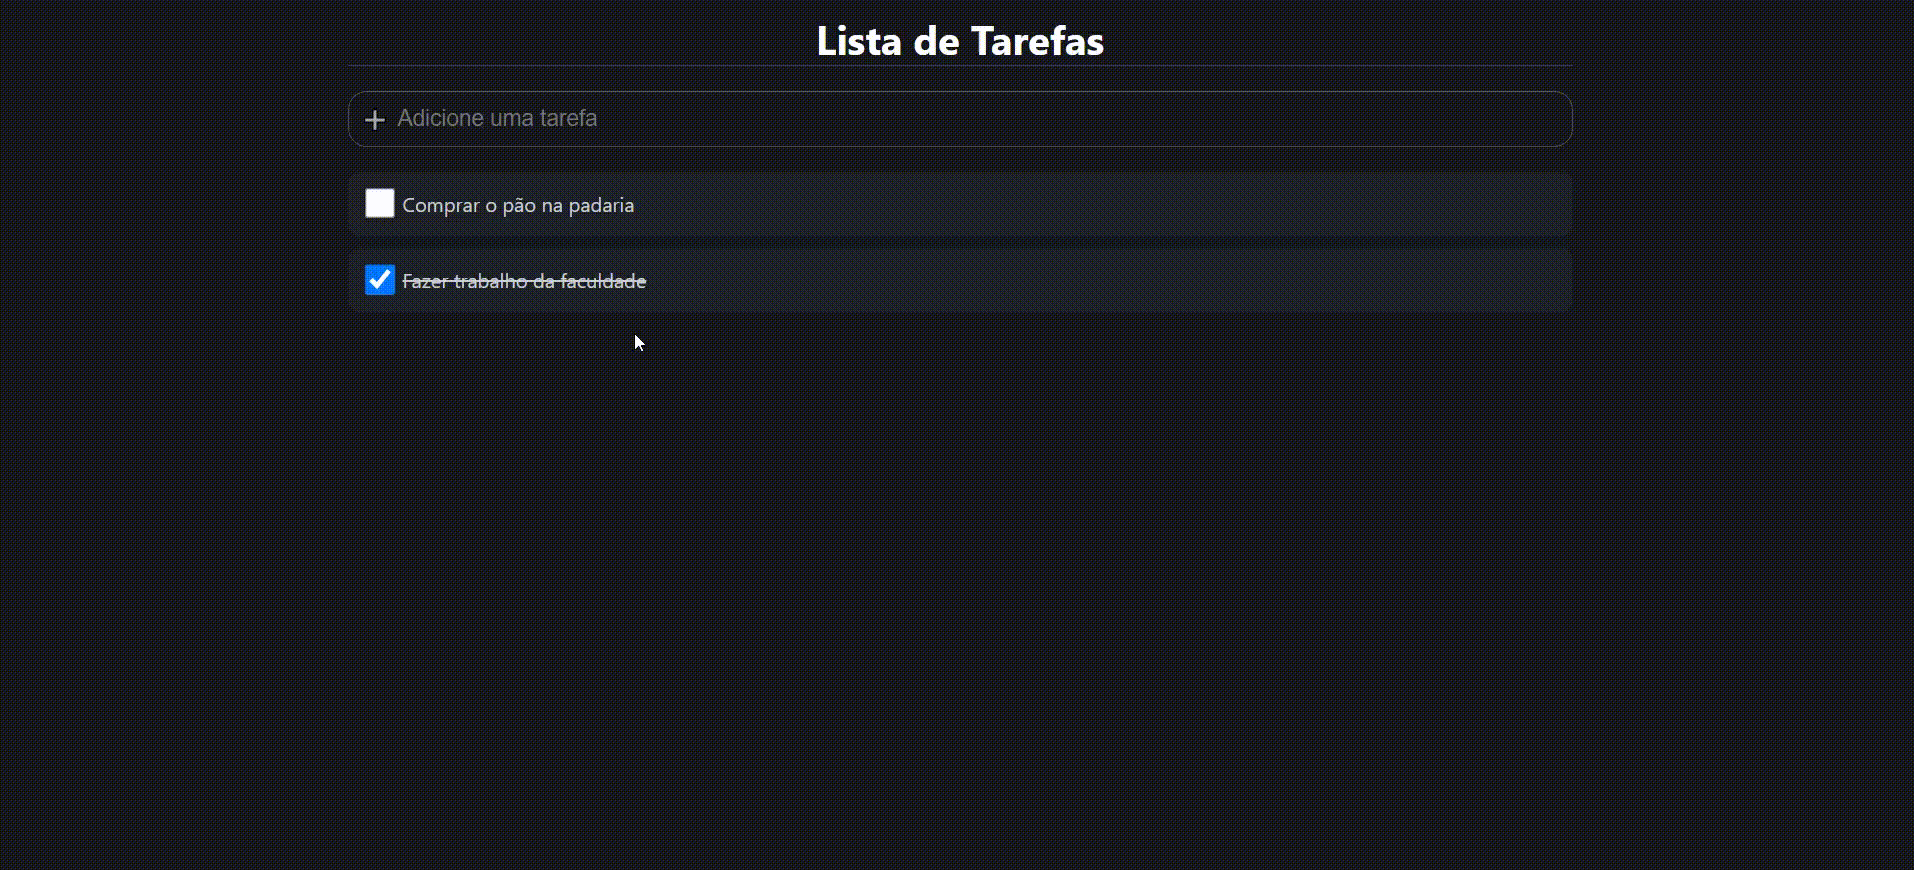 Lista de Tarefas
Adicione uma tarefa
Comprar o pão na padaria
Fazer trabalho da faculdade